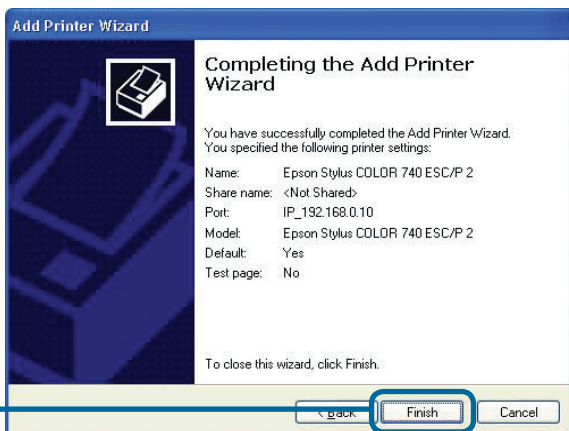 Add Printer Wizard
Completing the Add Printer
Wizard
You have successfully completed the Add Printer Wizard.
You specified the following printer settings:
Name: Epson Stylus COLOR 740 ESC/P 2
Share name: <Not Shared>
Port: IP_192.168.0.10
Model: Epson Stylus COLOR 740 ESC/P 2
Default: Yes
Test page: No
To close this wizard, click Finish.
< Back Finish Cancel